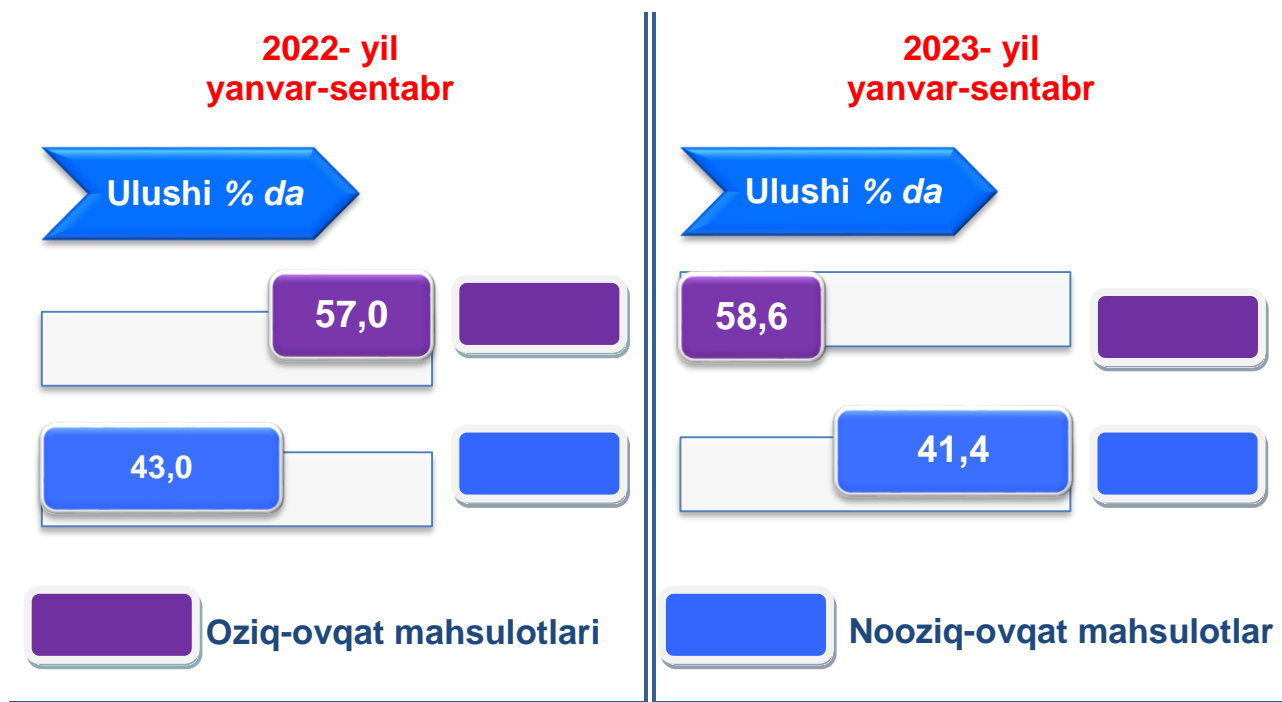 2022- yil
yanvar-sentabr
Ulushi % da
57,0
43,0
2023- yil
yanvar-sentabr
Ulushi % da
58,6
41,4
Oziq-ovqat mahsulotlari
Nooziq-ovqat mahsulotlar